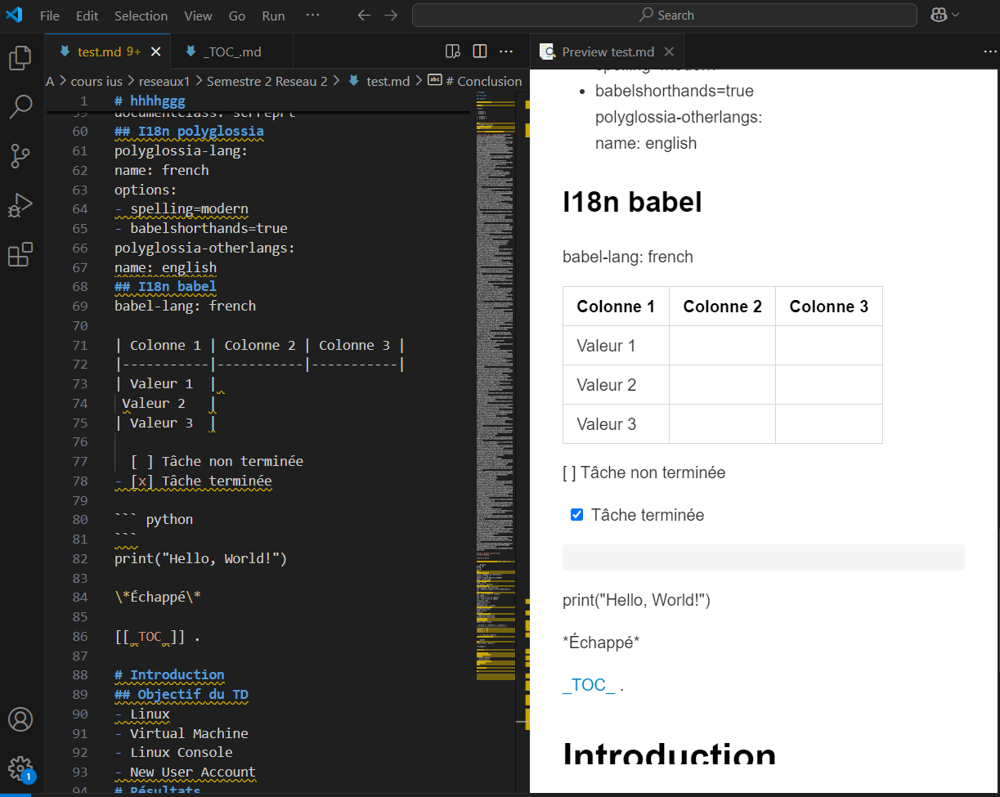 File Edit Selection View Go Run ··· Search
test.md 9+ _TOC_.md
Preview test.md
A > cours ius > reseaux1 > Semestre 2 Reseau 2 > test.md > # Conclusion
1 # hhhhggg
59 documentclass: scrreprt
60 ## I18n polyglossia
61 polyglossia-lang:
62 name: french
63 options:
64 - spelling=modern
65 - babelshorthands=true
66 polyglossia-otherlangs:
67 name: english
68 ## I18n babel
69 babel-lang: french
70
71 | Colonne 1 | Colonne 2 | Colonne 3 |
72 |-----------|-----------|-----------|
73 | Valeur 1  |
74  Valeur 2   |
75 | Valeur 3  |
76
77   [ ] Tâche non terminée
78 - [x] Tâche terminée
79
80 ``` python
81 ```
82 print("Hello, World!")
83
84 \*Échappé\*
85
86 [[_TOC_]] .
87
88 # Introduction
89 ## Objectif du TD
90 - Linux
91 - Virtual Machine
92 - Linux Console
93 - New User Account
94 # Résultats
1
spelling=modern
• babelshorthands=true
polyglossia-otherlangs:
name: english
I18n babel
babel-lang: french
Colonne 1 Colonne 2 Colonne 3
Valeur 1
Valeur 2
Valeur 3
[ ] Tâche non terminée
Tâche terminée
print("Hello, World!")
*Échappé*
_TOC_ .
Introduction